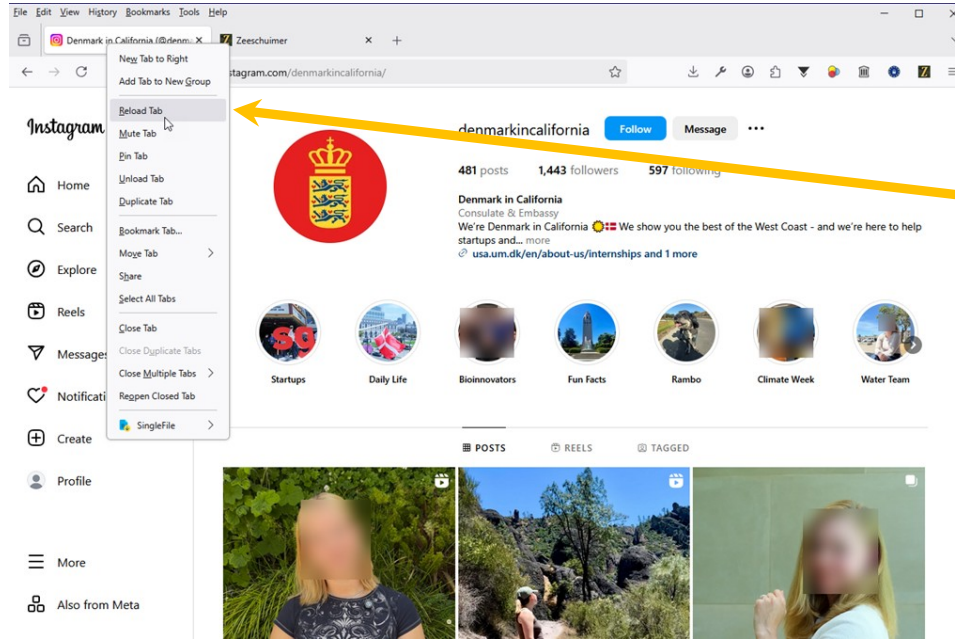 File Edit View History Bookmarks Tools Help
Denmark in California (@denm
Zeeschuimer
New Tab to Right
Add Tab to New Group
Reload Tab
Mute Tab
Pin Tab
Unload Tab
Duplicate Tab
Bookmark Tab...
Move Tab
Share
Select All Tabs
Close Tab
Close Duplicate Tabs
Close Multiple Tabs
Reopen Closed Tab
SingleFile
stagram.com/denmarkincalifornia/
Instagram
Home
Search
Explore
Reels
Messages
Notificati
Create
Profile
More
Also from Meta
denmarkincalifornia Follow Message
481 posts 1,443 followers 597 following
Denmark in California
Consulate & Embassy
We're Denmark in California 🌞🇩🇰 We show you the best of the West Coast - and we're here to help
startups and... more
usa.um.dk/en/about-us/internships and 1 more
SG
Startups Daily Life Bioinnovators Fun Facts Rambo Climate Week Water Team
POSTS REELS TAGGED